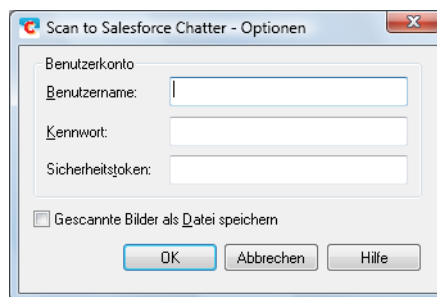 Scan to Salesforce Chatter - Optionen
Benutzerkonto
Benutzername:
Kennwort:
Sicherheitstoken:
Gescannte Bilder als Datei speichern
OK Abbrechen Hilfe